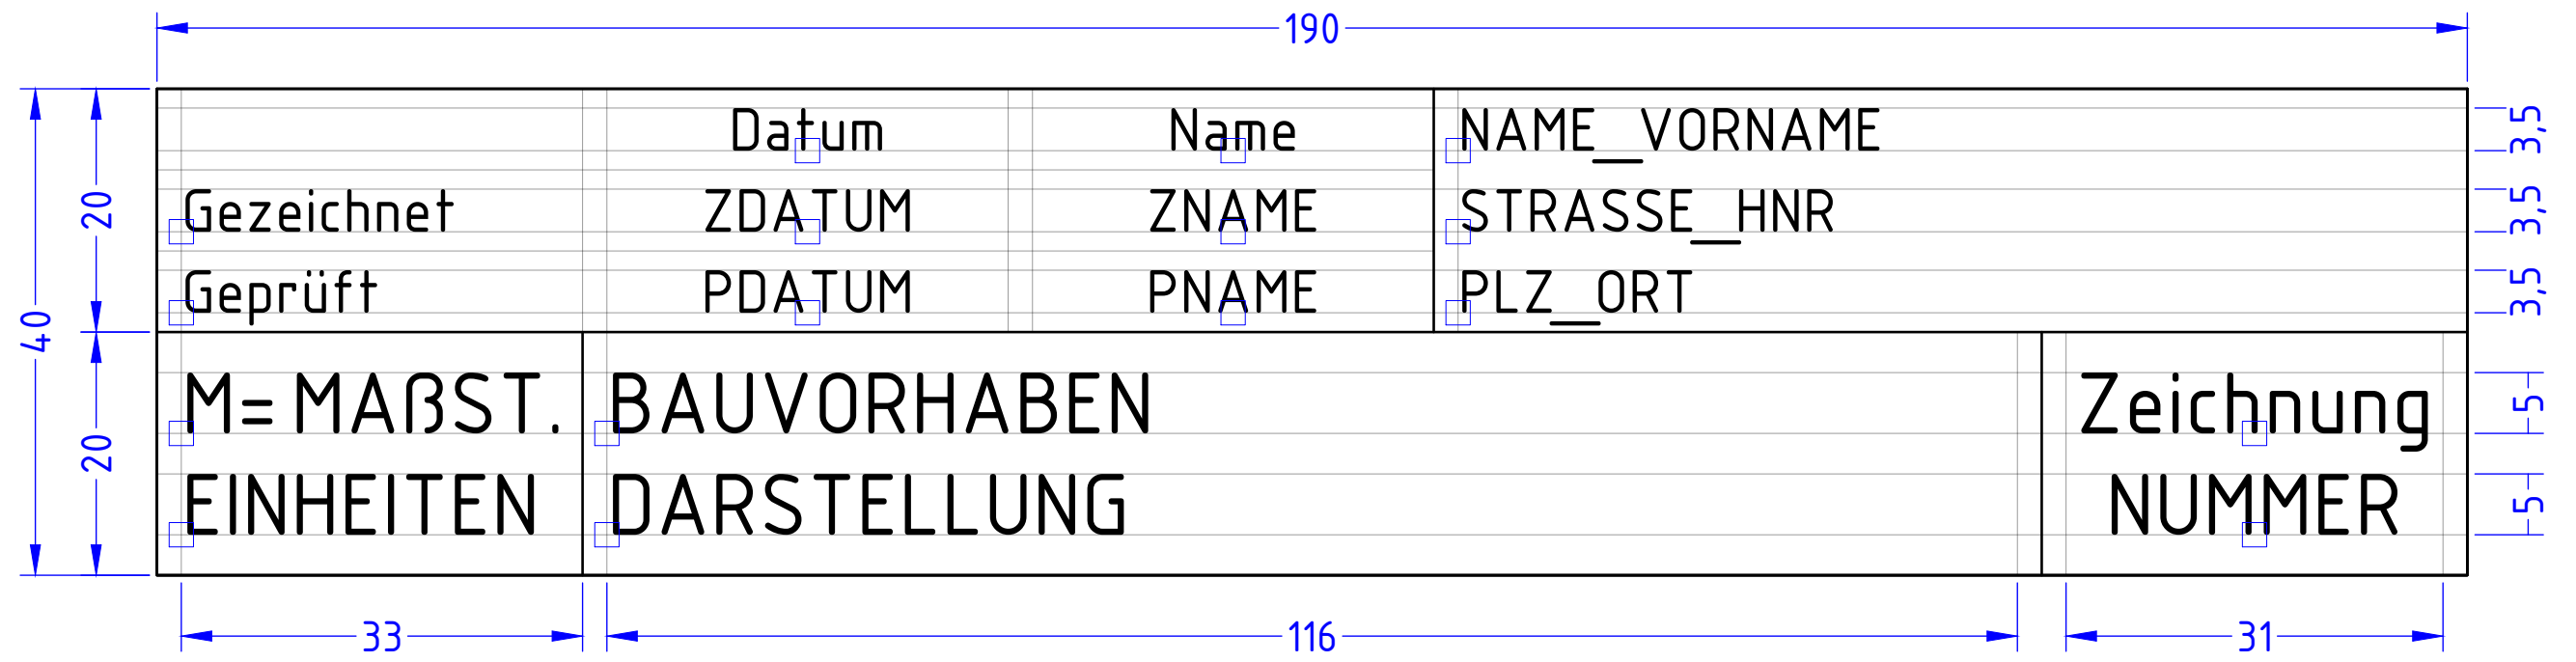 190
Datum Name NAME_VORNAME 3,5
20 Gezeichnet ZDATUM ZNAME STRASSE_HNR 3,5
Geprüft PDATUM PNAME PLZ_ORT 3,5
40
M= MAßST. BAUVORHABEN Zeichnung 5
20
EINHEITEN DARSTELLUNG NUMMER 5
33 116 31